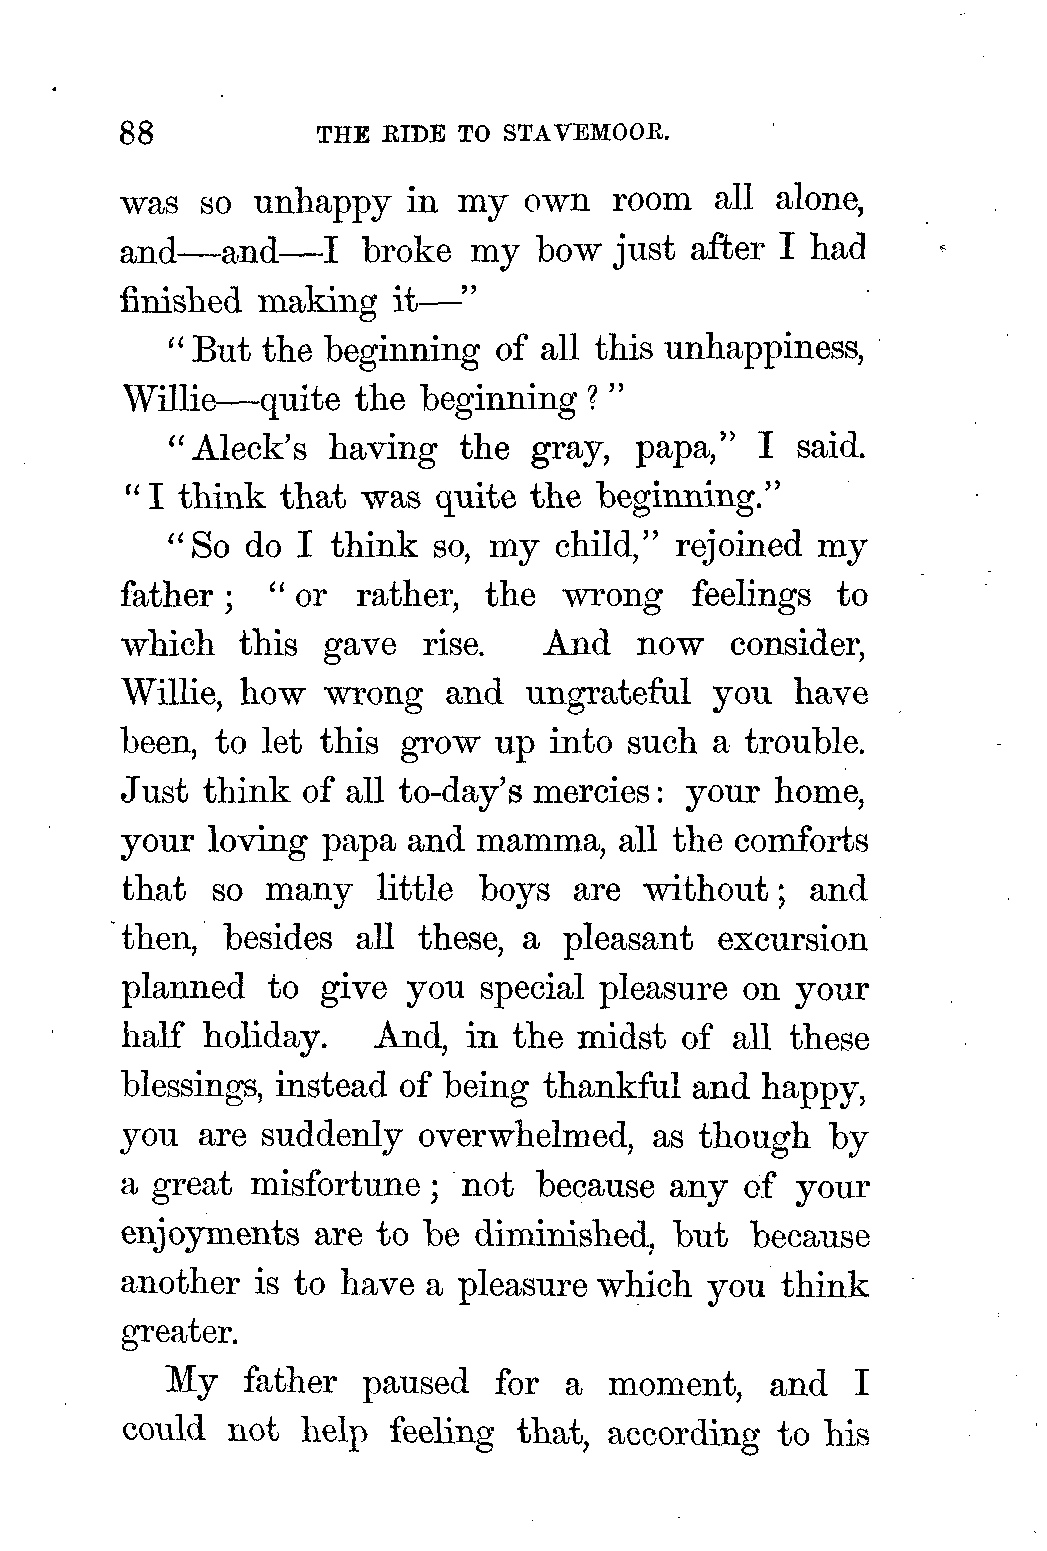 88 THE RIDE TO STAVEMOOR.
was so unhappy in my own room all alone,
and—and—I broke my bow just after I had
finished making it—”
“But the beginning of all this unhappiness,
Willie—quite the beginning?”
“Aleck’s having the gray, papa,” I said.
“I think that was quite the beginning.”
“So do I think so, my child,” rejoined my
father; “or rather, the wrong feelings to
which this gave rise. And now consider,
Willie, how wrong and ungrateful you have
been, to let this grow up into such a trouble.
Just think of all to-day’s mercies: your home,
your loving papa and mamma, all the comforts
that so many little boys are without; and
then, besides all these, a pleasant excursion
planned to give you special pleasure on your
half holiday. And, in the midst of all these
blessings, instead of being thankful and happy,
you are suddenly overwhelmed, as though by
a great misfortune; not because any of your
enjoyments are to be diminished, but because
another is to have a pleasure which you think
greater.
My father paused for a moment, and I
could not help feeling that, according to his